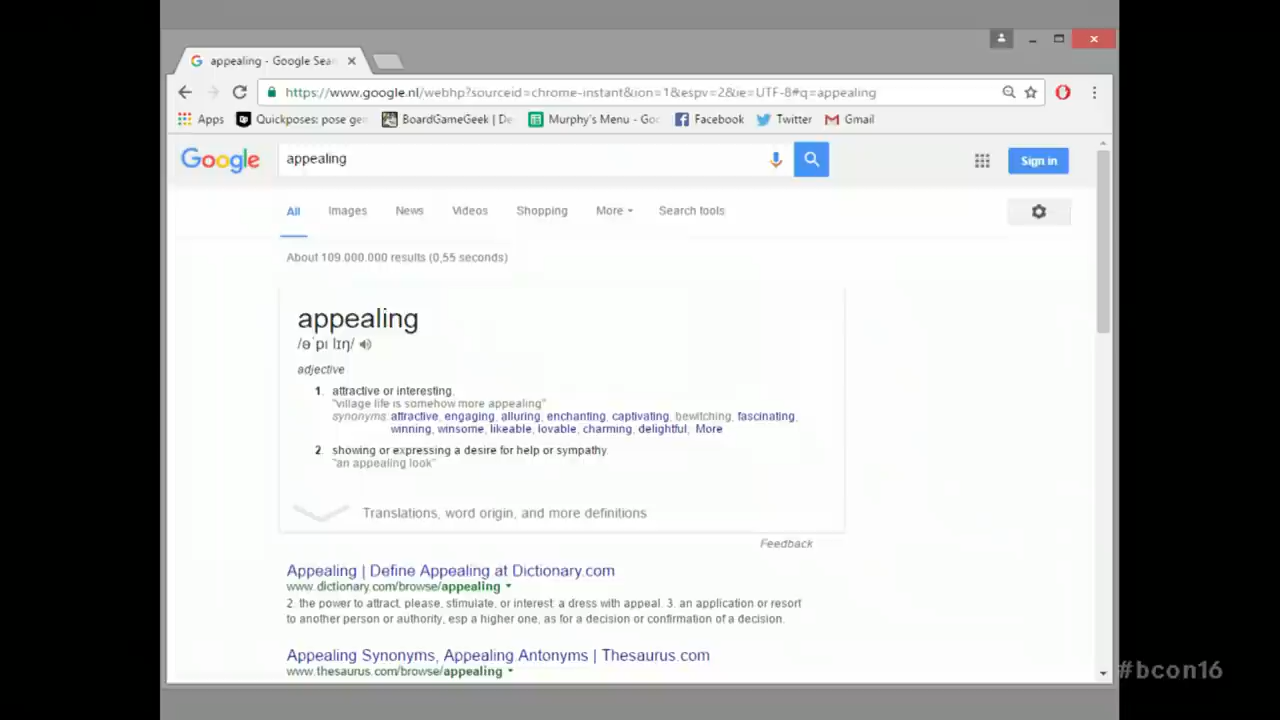 appealing - Google Sear
https://www.google.nl/webhp?sourceid=chrome-instant&ion=1&espv=2&ie=UTF-8#q=appealing
Apps Quickposes: pose ge BoardGameGeek | De Murphy's Menu - Goo Facebook Twitter Gmail
Google appealing Sign in
All Images News Videos Shopping More Search tools
About 109.000.000 results (0,55 seconds)
appealing
/əˈpiːlɪŋ/
adjective
1. attractive or interesting.
"village life is somehow more appealing"
synonyms: attractive, engaging, alluring, enchanting, captivating, bewitching, fascinating,
winning, winsome, likeable, lovable, charming, delightful, More
2. showing or expressing a desire for help or sympathy.
"an appealing look"
Translations, word origin, and more definitions
Feedback
Appealing | Define Appealing at Dictionary.com
www.dictionary.com/browse/appealing
2. the power to attract, please, stimulate, or interest: a dress with appeal. 3. an application or resort
to another person or authority, esp a higher one, as for a decision or confirmation of a decision.
Appealing Synonyms, Appealing Antonyms | Thesaurus.com
www.thesaurus.com/browse/appealing
#bcon16